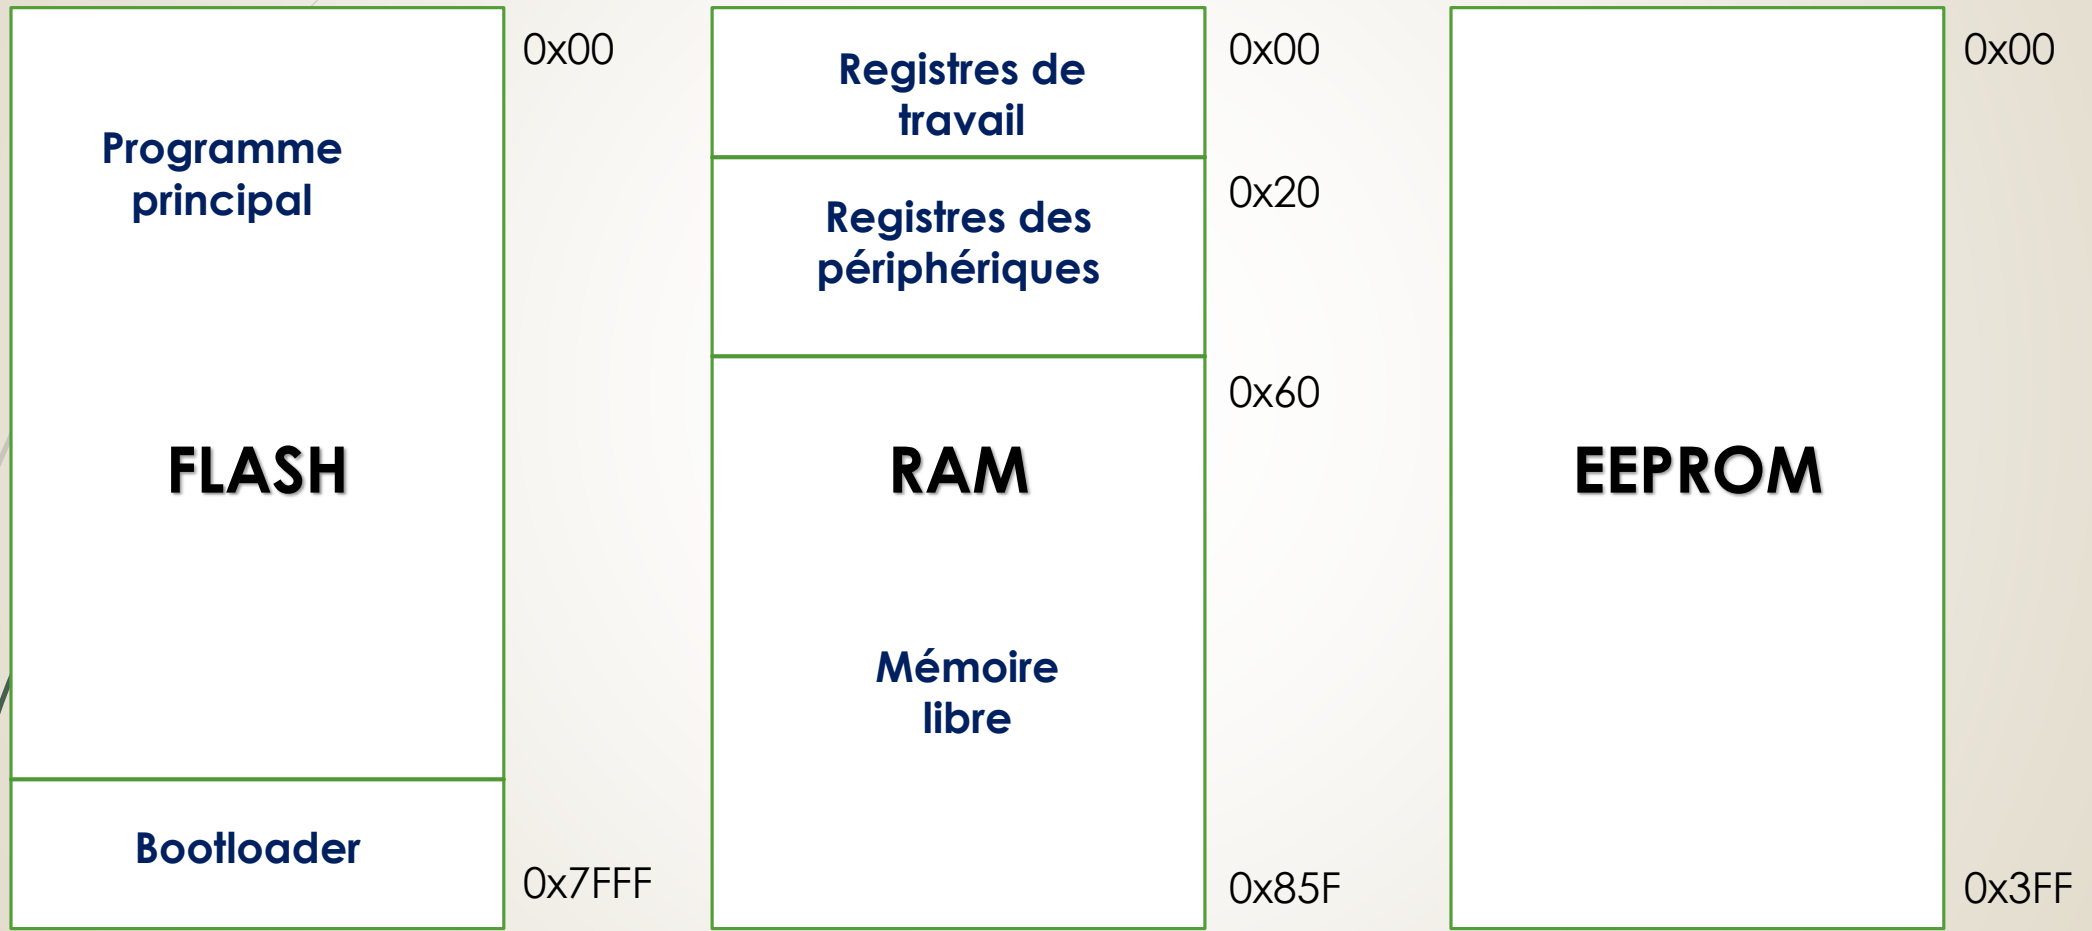 0x00
Programme
principal
FLASH
Bootloader
0x7FFF
Registres de
travail
0x00
Registres des
périphériques
0x20
0x60
RAM
Mémoire
libre
0x85F
0x00
EEPROM
0x3FF